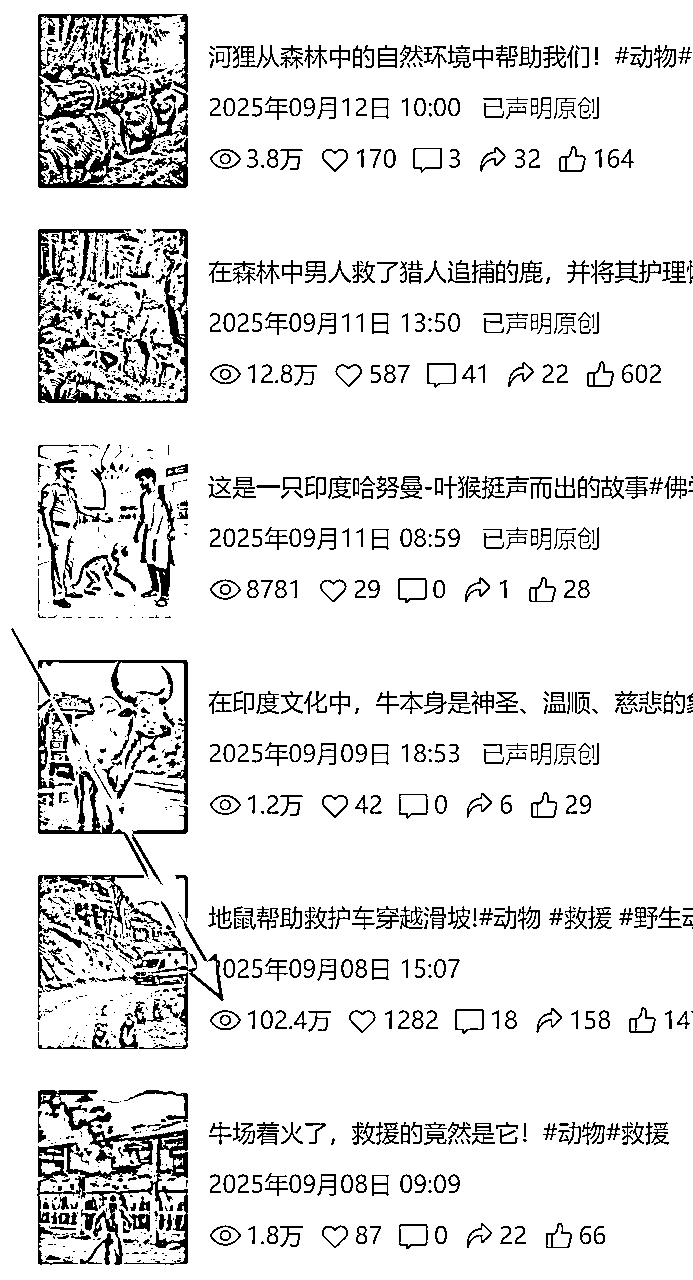 河狸从森林中的自然环境中帮助我们！#动物#
2025年09月12日 10:00 已声明原创
3.8万 170 3 32 164
在森林中男人救了猎人追捕的鹿，并将其护理
2025年09月11日 13:50 已声明原创
12.8万 587 41 22 602
这是一只印度哈努曼-叶猴挺声而出的故事#佛
2025年09月11日 08:59 已声明原创
8781 29 0 1 28
在印度文化中，牛本身是神圣、温顺、慈悲的
2025年09月09日 18:53 已声明原创
1.2万 42 0 6 29
地鼠帮助救护车穿越滑坡!#动物 #救援 #野生
2025年09月08日 15:07
102.4万 1282 18 158 14
牛场着火了，救援的竟然是它！#动物#救援
2025年09月08日 09:09
1.8万 87 0 22 66